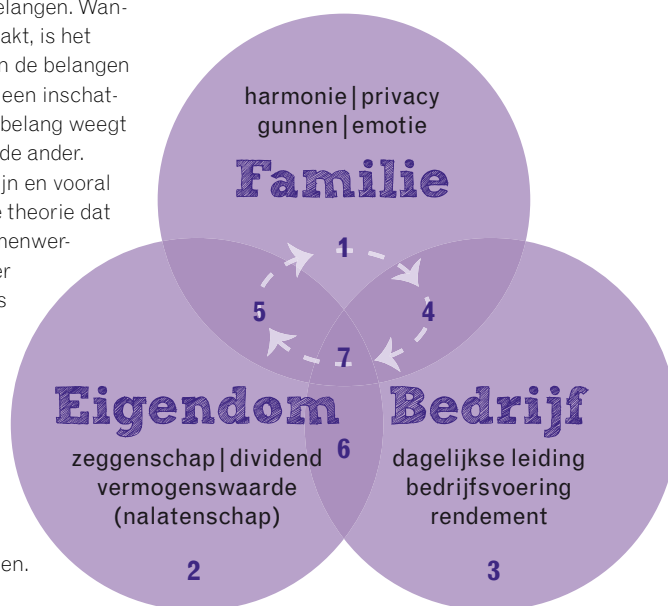 elangen. Wan-
akt, is het
n de belangen
een inschat-
belang weegt
de ander.
ijn en vooral
e theorie dat
nenwer-
er
s
en.
harmonie | privacy
gunnen | emotie
Familie
1
5
4
7
Eigendom
zeggenschap | dividend
vermogenswaarde
(nalatenschap)
2
6
Bedrijf
dagelijkse leiding
bedrijfsvoering
rendement
3